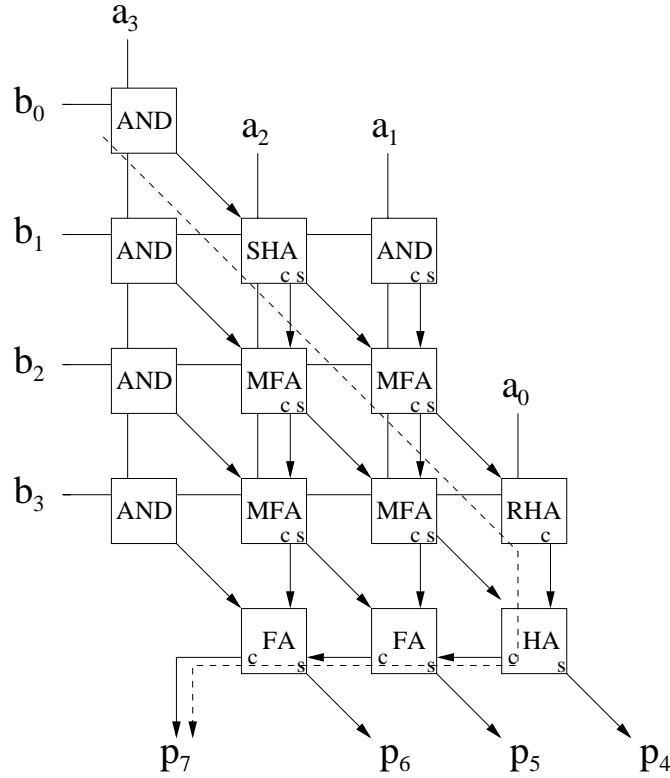 a₃
b₀ AND a₂ a₁
b₁ AND SHA c s AND c s
b₂ AND MFA c s MFA c s a₀
b₃ AND MFA c s MFA c s RHA c
FA c s FA c s HA c s
p₇ p₆ p₅ p₄